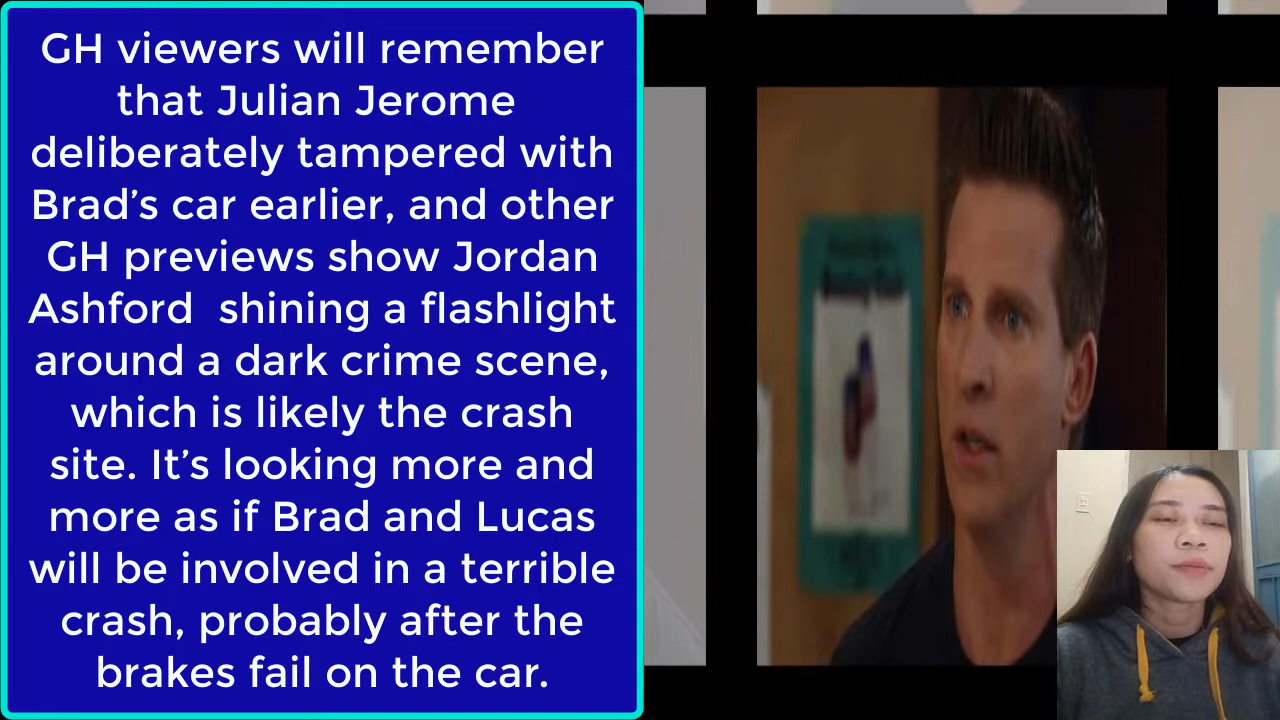 GH viewers will remember
that Julian Jerome
deliberately tampered with
Brad’s car earlier, and other
GH previews show Jordan
Ashford  shining a flashlight
around a dark crime scene,
which is likely the crash
site. It’s looking more and
more as if Brad and Lucas
will be involved in a terrible
crash, probably after the
brakes fail on the car.